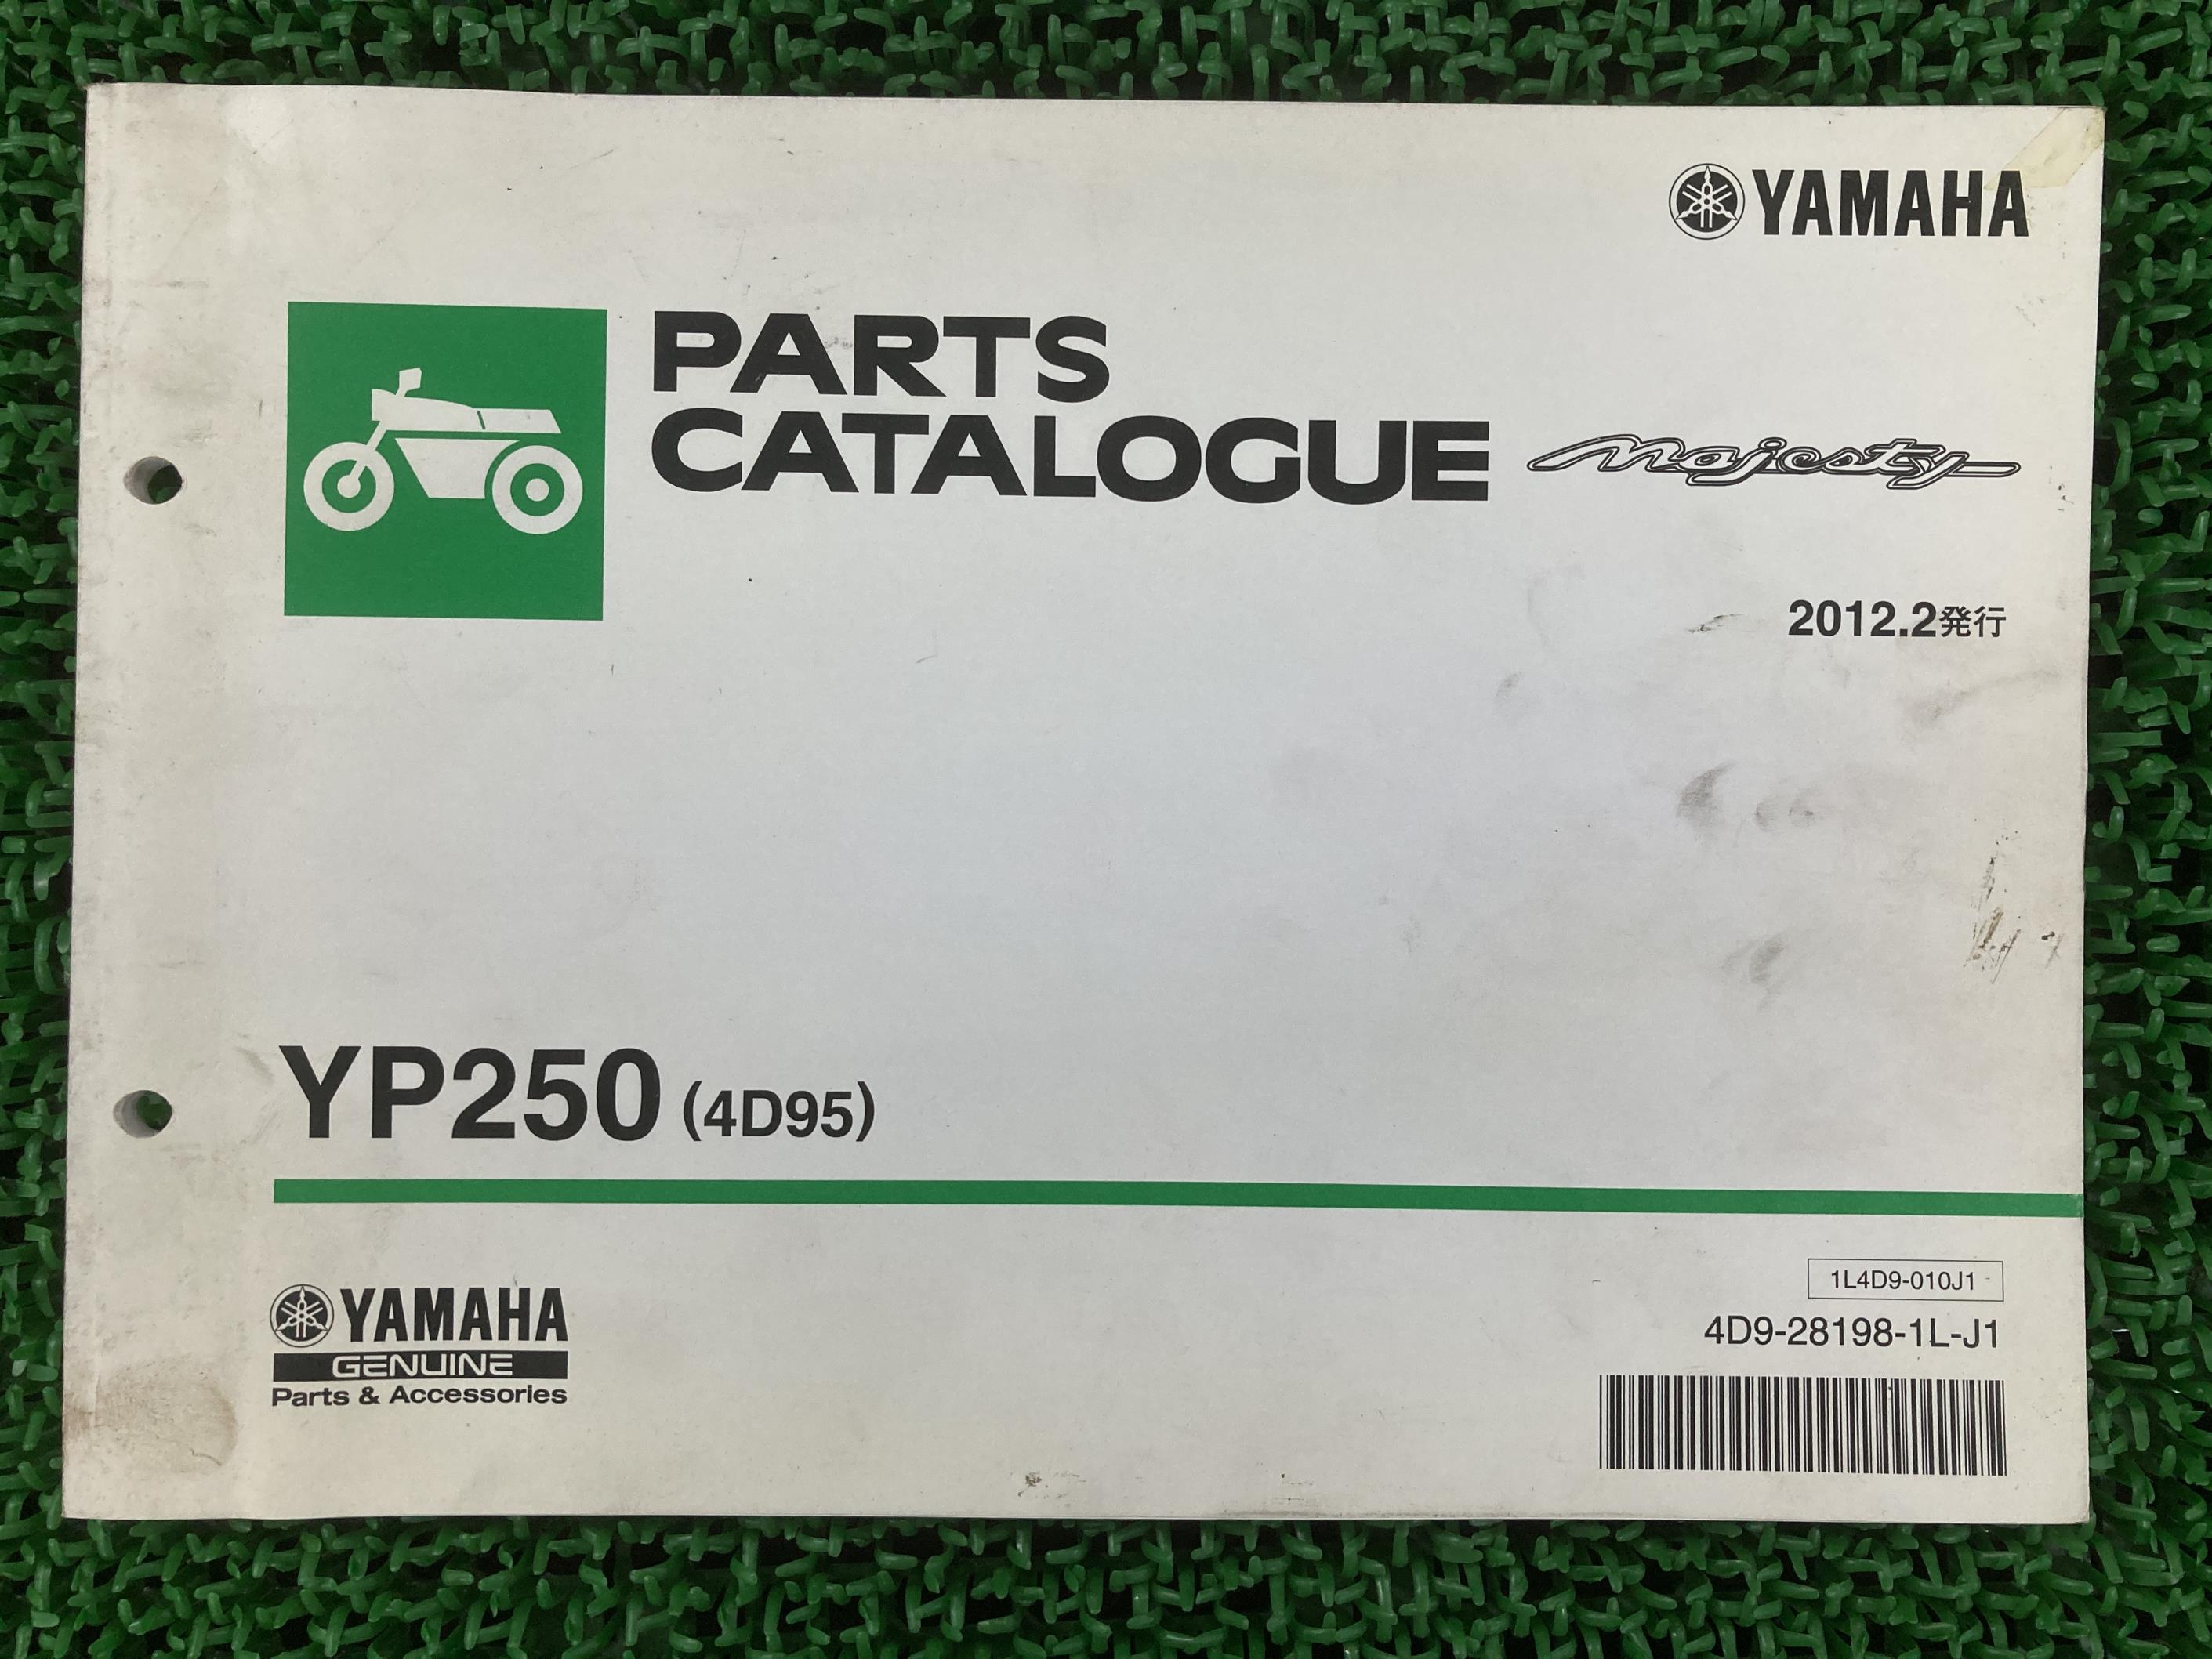 YAMAHA
PARTS
CATALOGUE
majesty
2012.2発行
YP250 (4D95)
YAMAHA
GENUINE
Parts & Accessories
1L4D9-010J1
4D9-28198-1L-J1